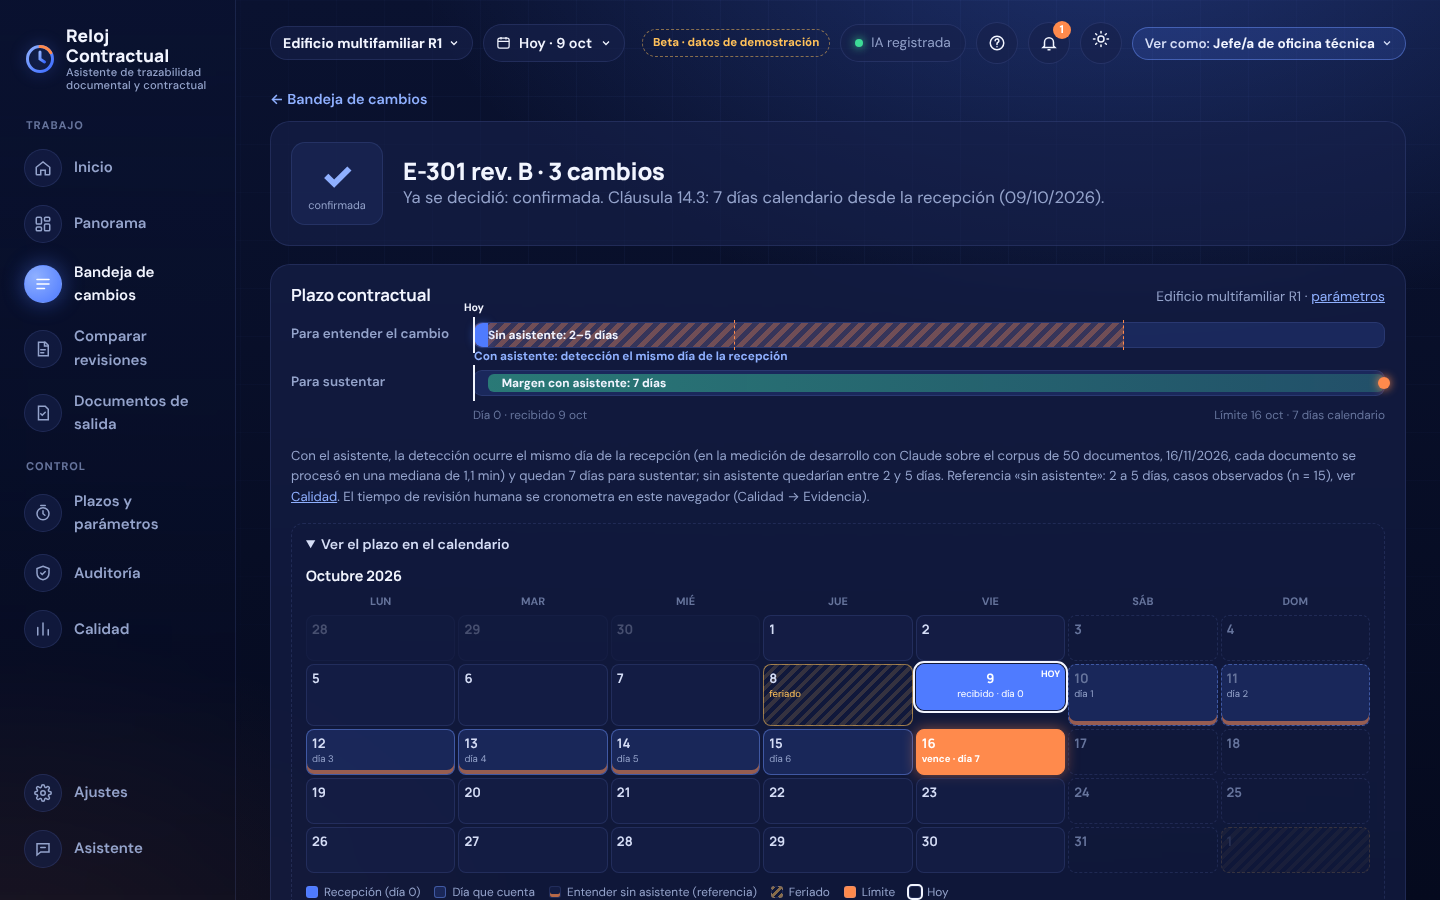 Reloj
Contractual
Asistente de trazabilidad
documental y contractual
TRABAJO
Inicio
Panorama
Bandeja de
cambios
Comparar
revisiones
Documentos de
salida
CONTROL
Plazos y
parámetros
Auditoría
Calidad
Ajustes
Asistente
Edificio multifamiliar R1
Hoy · 9 oct
Beta · datos de demostración
IA registrada
1
Ver como: Jefe/a de oficina técnica
← Bandeja de cambios
confirmada
E-301 rev. B · 3 cambios
Ya se decidió: confirmada. Cláusula 14.3: 7 días calendario desde la recepción (09/10/2026).
Plazo contractual
Edificio multifamiliar R1 · parámetros
Hoy
Para entender el cambio
Sin asistente: 2–5 días
Con asistente: detección el mismo día de la recepción
Para sustentar
Margen con asistente: 7 días
Día 0 · recibido 9 oct
Límite 16 oct · 7 días calendario
Con el asistente, la detección ocurre el mismo día de la recepción (en la medición de desarrollo con Claude sobre el corpus de 50 documentos, 16/11/2026, cada documento se
procesó en una mediana de 1,1 min) y quedan 7 días para sustentar; sin asistente quedarían entre 2 y 5 días. Referencia «sin asistente»: 2 a 5 días, casos observados (n = 15), ver
Calidad. El tiempo de revisión humana se cronometra en este navegador (Calidad → Evidencia).
▼ Ver el plazo en el calendario
Octubre 2026
LUN MAR MIÉ JUE VIE SÁB DOM
28 29 30 1 2 3 4
5 6 7 8 9 HOY 10 11
feriado recibido · día 0 día 1 día 2
12 13 14 15 16 17 18
día 3 día 4 día 5 día 6 vence · día 7
19 20 21 22 23 24 25
26 27 28 29 30 31 1
Recepción (día 0) Día que cuenta Entender sin asistente (referencia) Feriado Límite Hoy